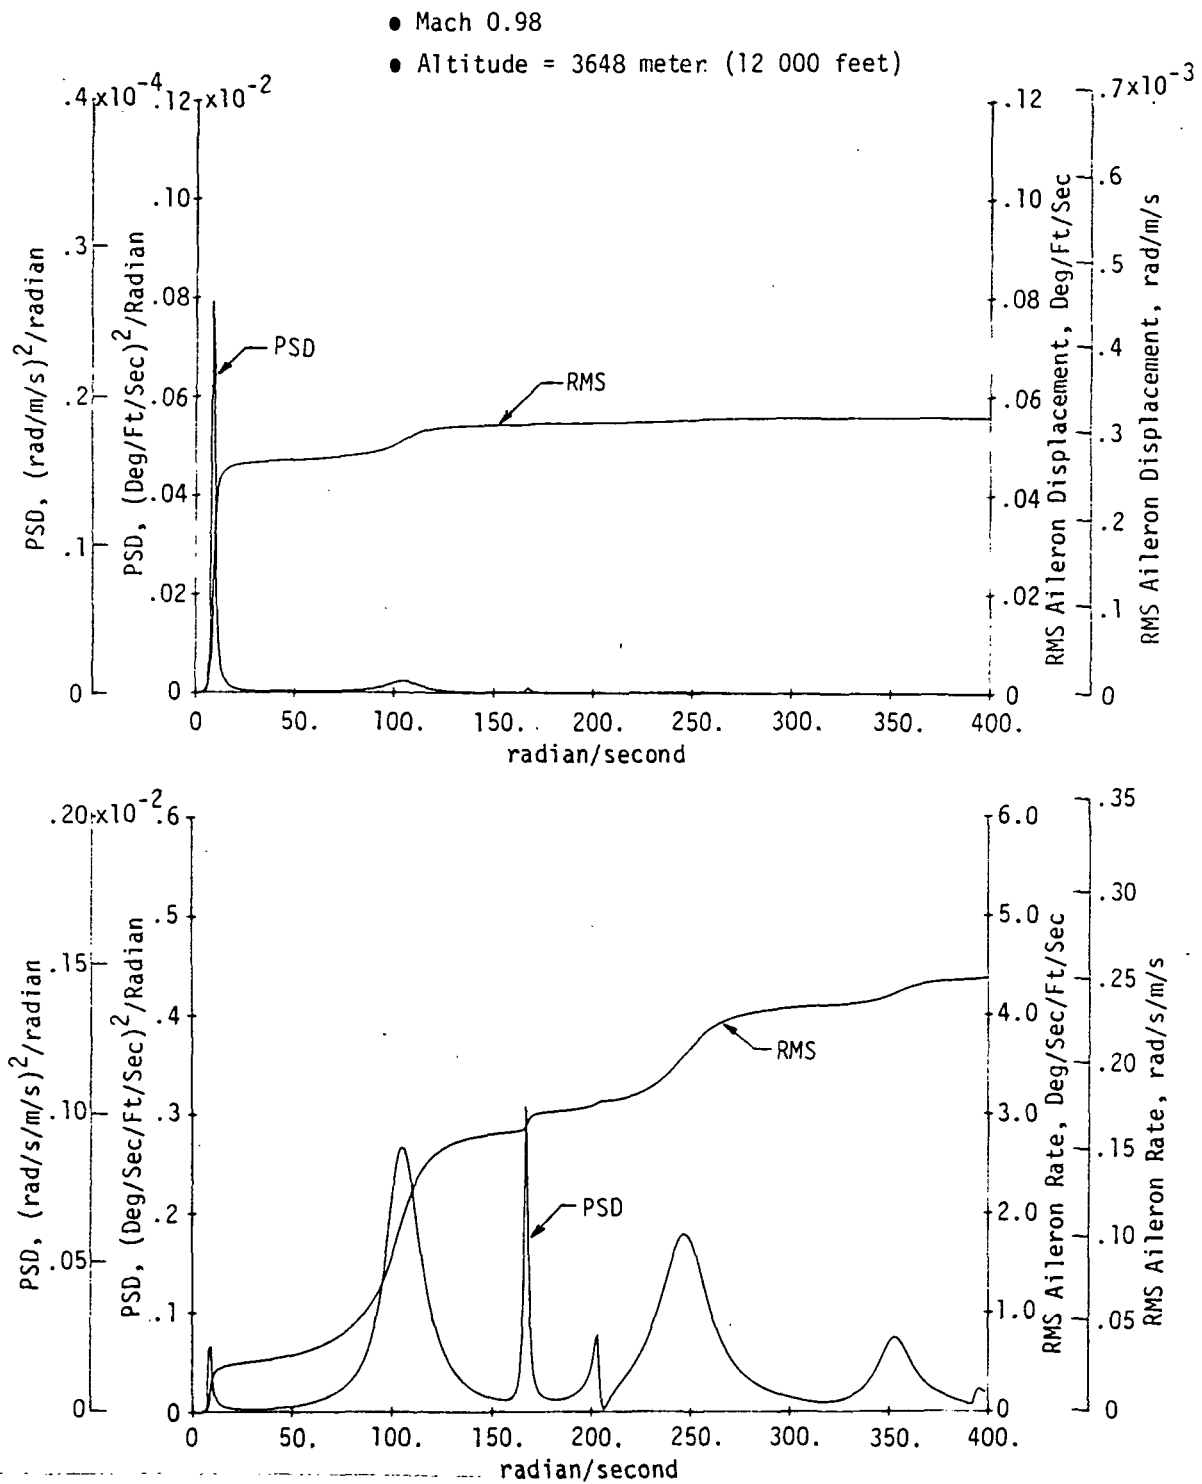 ● Mach 0.98
● Altitude = 3648 meter (12 000 feet)
.4x10-4
.12x10-2
.12
.7x10-3
.3
.2
.1
0
PSD, (rad/m/s)2/radian
.10
.08
.06
.04
.02
0
PSD, (Deg/Ft/Sec)2/Radian
PSD
RMS
.10
.08
.06
.04
.02
0
RMS Aileron Displacement, Deg/Ft/Sec
.6
.5
.4
.3
.2
.1
0
RMS Aileron Displacement, rad/m/s
0 50. 100. 150. 200. 250. 300. 350. 400.
radian/second
.20x10-2
.6
6.0
.35
.15
.10
.05
0
PSD, (rad/s/m/s)2/radian
.5
.4
.3
.2
.1
0
PSD, (Deg/Sec/Ft/Sec)2/Radian
RMS
PSD
5.0
4.0
3.0
2.0
1.0
0
RMS Aileron Rate, Deg/Sec/Ft/Sec
.30
.25
.20
.15
.10
.05
0
RMS Aileron Rate, rad/s/m/s
0 50. 100. 150. 200. 250. 300. 350. 400.
radian/second